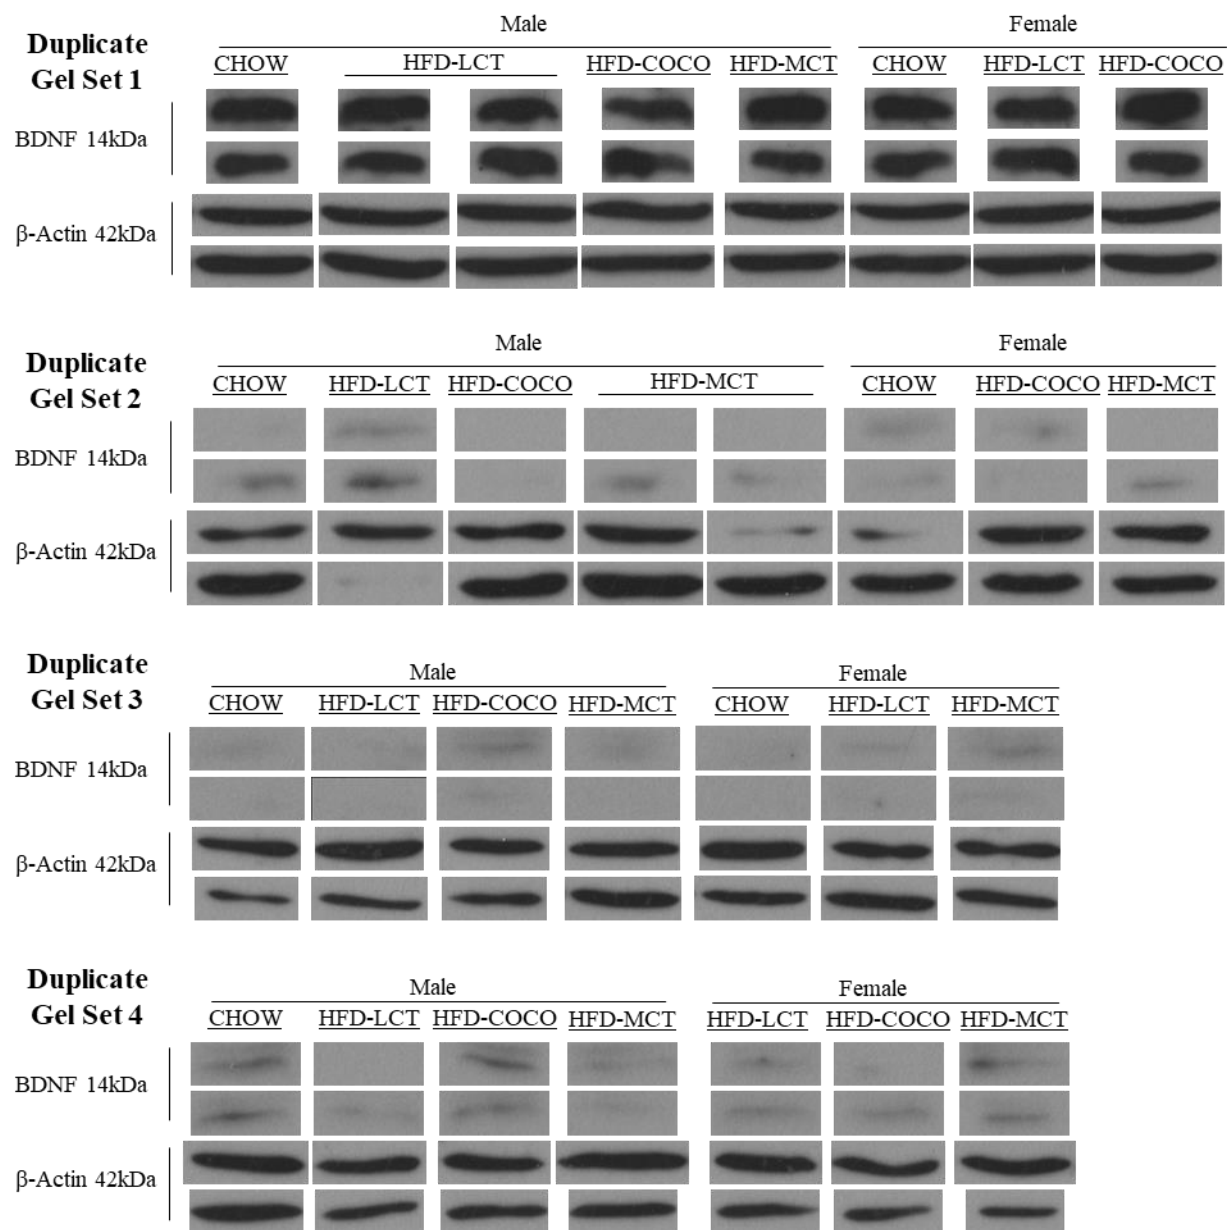 Duplicate
Gel Set 1
Male
Female
CHOW
HFD-LCT
HFD-COCO
HFD-MCT
CHOW
HFD-LCT
HFD-COCO
BDNF 14kDa
β-Actin 42kDa
Duplicate
Gel Set 2
Male
Female
CHOW
HFD-LCT
HFD-COCO
HFD-MCT
CHOW
HFD-COCO
HFD-MCT
BDNF 14kDa
β-Actin 42kDa
Duplicate
Gel Set 3
Male
Female
CHOW
HFD-LCT
HFD-COCO
HFD-MCT
CHOW
HFD-LCT
HFD-MCT
BDNF 14kDa
β-Actin 42kDa
Duplicate
Gel Set 4
Male
Female
CHOW
HFD-LCT
HFD-COCO
HFD-MCT
HFD-LCT
HFD-COCO
HFD-MCT
BDNF 14kDa
β-Actin 42kDa